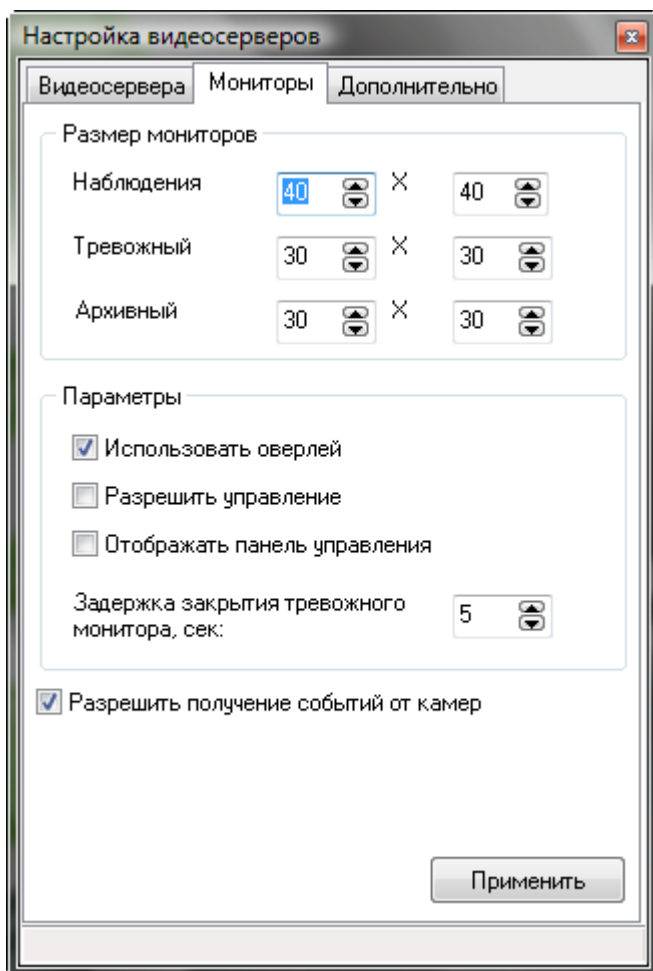 Настройка видеосерверов
Видеосервера Мониторы Дополнительно
Размер мониторов
Наблюдения 40 X 40
Тревожный 30 X 30
Архивный 30 X 30
Параметры
Использовать оверлей
Разрешить управление
Отображать панель управления
Задержка закрытия тревожного
монитора, сек: 5
Разрешить получение событий от камер
Применить